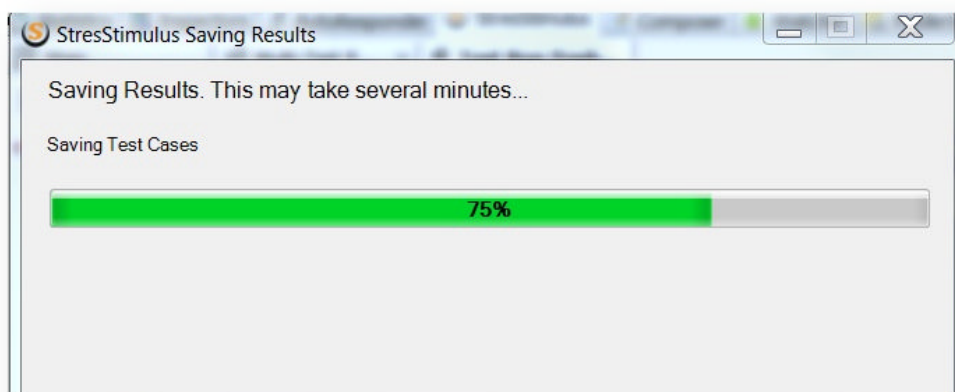 StresStimulus Saving Results
Saving Results. This may take several minutes...
Saving Test Cases
75%